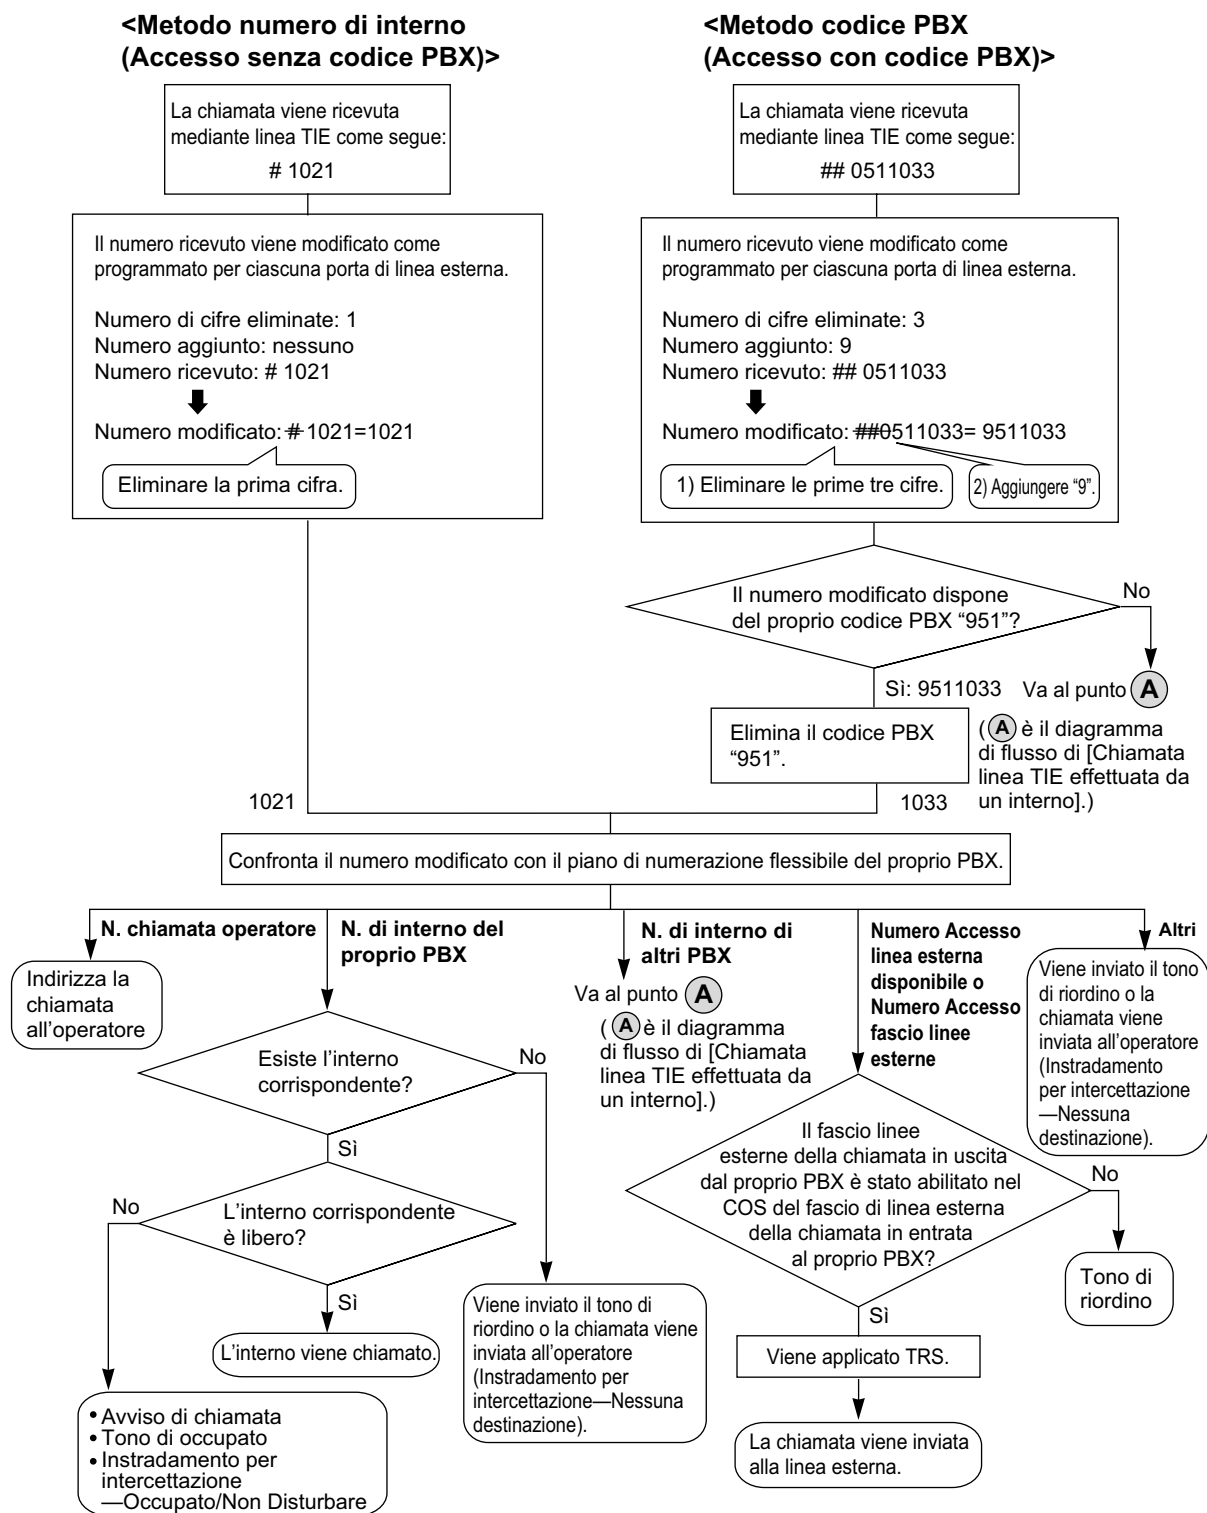 <Metodo numero di interno
(Accesso senza codice PBX)>
<Metodo codice PBX
(Accesso con codice PBX)>
La chiamata viene ricevuta
mediante linea TIE come segue:
# 1021
La chiamata viene ricevuta
mediante linea TIE come segue:
## 0511033
Il numero ricevuto viene modificato come
programmato per ciascuna porta di linea esterna.
Numero di cifre eliminate: 1
Numero aggiunto: nessuno
Numero ricevuto: # 1021
Numero modificato: # 1021=1021
Eliminare la prima cifra.
Il numero ricevuto viene modificato come
programmato per ciascuna porta di linea esterna.
Numero di cifre eliminate: 3
Numero aggiunto: 9
Numero ricevuto: ## 0511033
Numero modificato: ##0511033= 9511033
1) Eliminare le prime tre cifre.
2) Aggiungere “9”.
Il numero modificato dispone
del proprio codice PBX “951”?
No
Sì: 9511033
Va al punto A
Elimina il codice PBX
“951”.
( A è il diagramma
di flusso di [Chiamata
linea TIE effettuata da
un interno].)
1021
1033
Confronta il numero modificato con il piano di numerazione flessibile del proprio PBX.
N. chiamata operatore
N. di interno del
proprio PBX
N. di interno di
altri PBX
Numero Accesso
linea esterna
disponibile o
Numero Accesso
fascio linee
esterne
Altri
Indirizza la
chiamata
all’operatore
Va al punto A
( A è il diagramma
di flusso di [Chiamata
linea TIE effettuata da
un interno].)
Viene inviato il tono
di riordino o la
chiamata viene
inviata all’operatore
(Instradamento
per intercettazione
—Nessuna
destinazione).
Esiste l’interno
corrispondente?
No
Sì
Il fascio linee
esterne della chiamata in uscita
dal proprio PBX è stato abilitato nel
COS del fascio di linea esterna
della chiamata in entrata
al proprio PBX?
No
Sì
Tono di
riordino
No
L’interno corrispondente
è libero?
Sì
L’interno viene chiamato.
Viene inviato il tono di
riordino o la chiamata viene
inviata all’operatore
(Instradamento per
intercettazione—Nessuna
destinazione).
Viene applicato TRS.
La chiamata viene inviata
alla linea esterna.
• Avviso di chiamata
• Tono di occupato
• Instradamento per
intercettazione
—Occupato/Non Disturbare